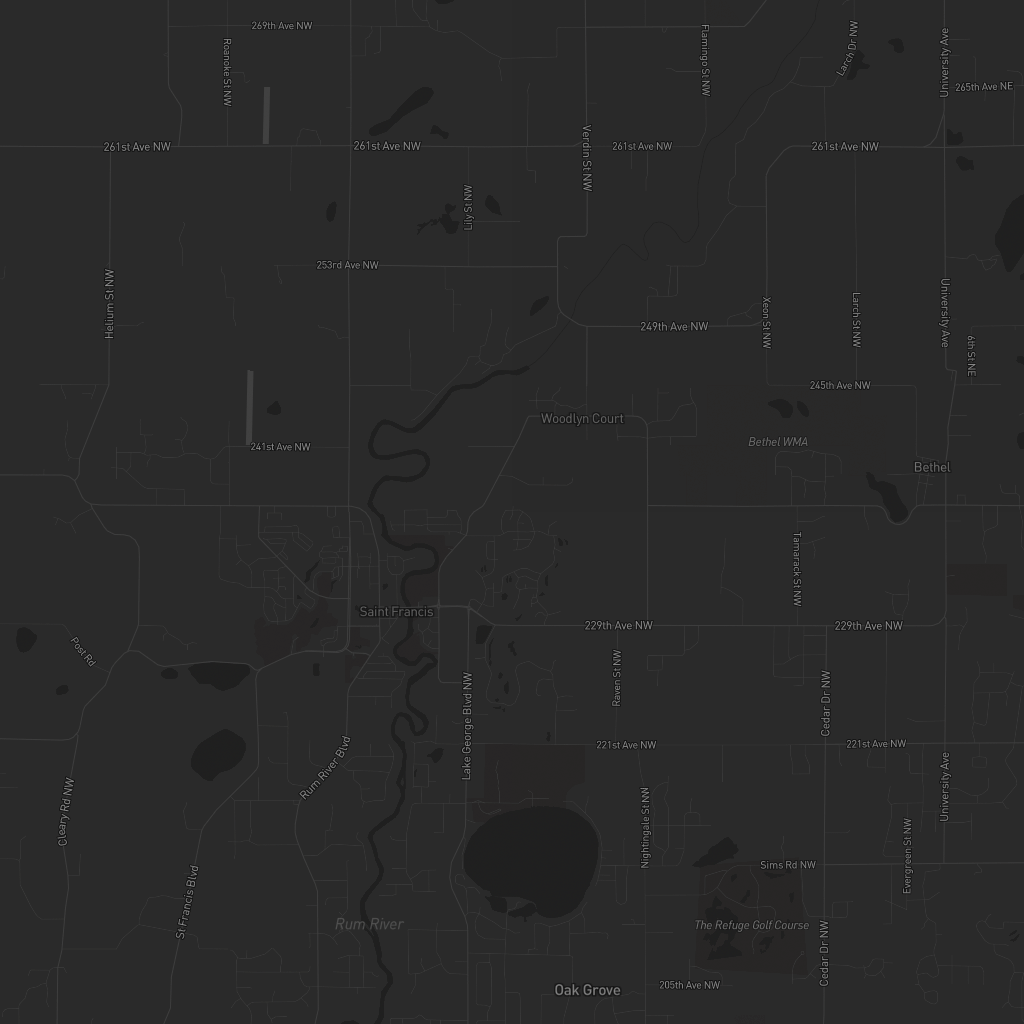 269th Ave NW
Roanoke St NW
Flamingo St NW
Larch Dr NW
University Ave
265th Ave NE
261st Ave NW
261st Ave NW
Verdin St NW
261st Ave NW
261st Ave NW
Lily St NW
253rd Ave NW
Helium St NW
249th Ave NW
Xeon St NW
Larch St NW
University Ave
6th St NE
245th Ave NW
Woodlyn Court
241st Ave NW
Bethel WMA
Bethel
Tamarack St NW
Saint Francis
229th Ave NW
229th Ave NW
Post Rd
Raven St NW
Cedar Dr NW
Lake George Blvd NW
221st Ave NW
221st Ave NW
Rum River Blvd
University Ave
Cleary Rd NW
Nightingale St NW
Evergreen St NW
Sims Rd NW
St Francis Blvd
Rum River
The Refuge Golf Course
Cedar Dr NW
205th Ave NW
Oak Grove